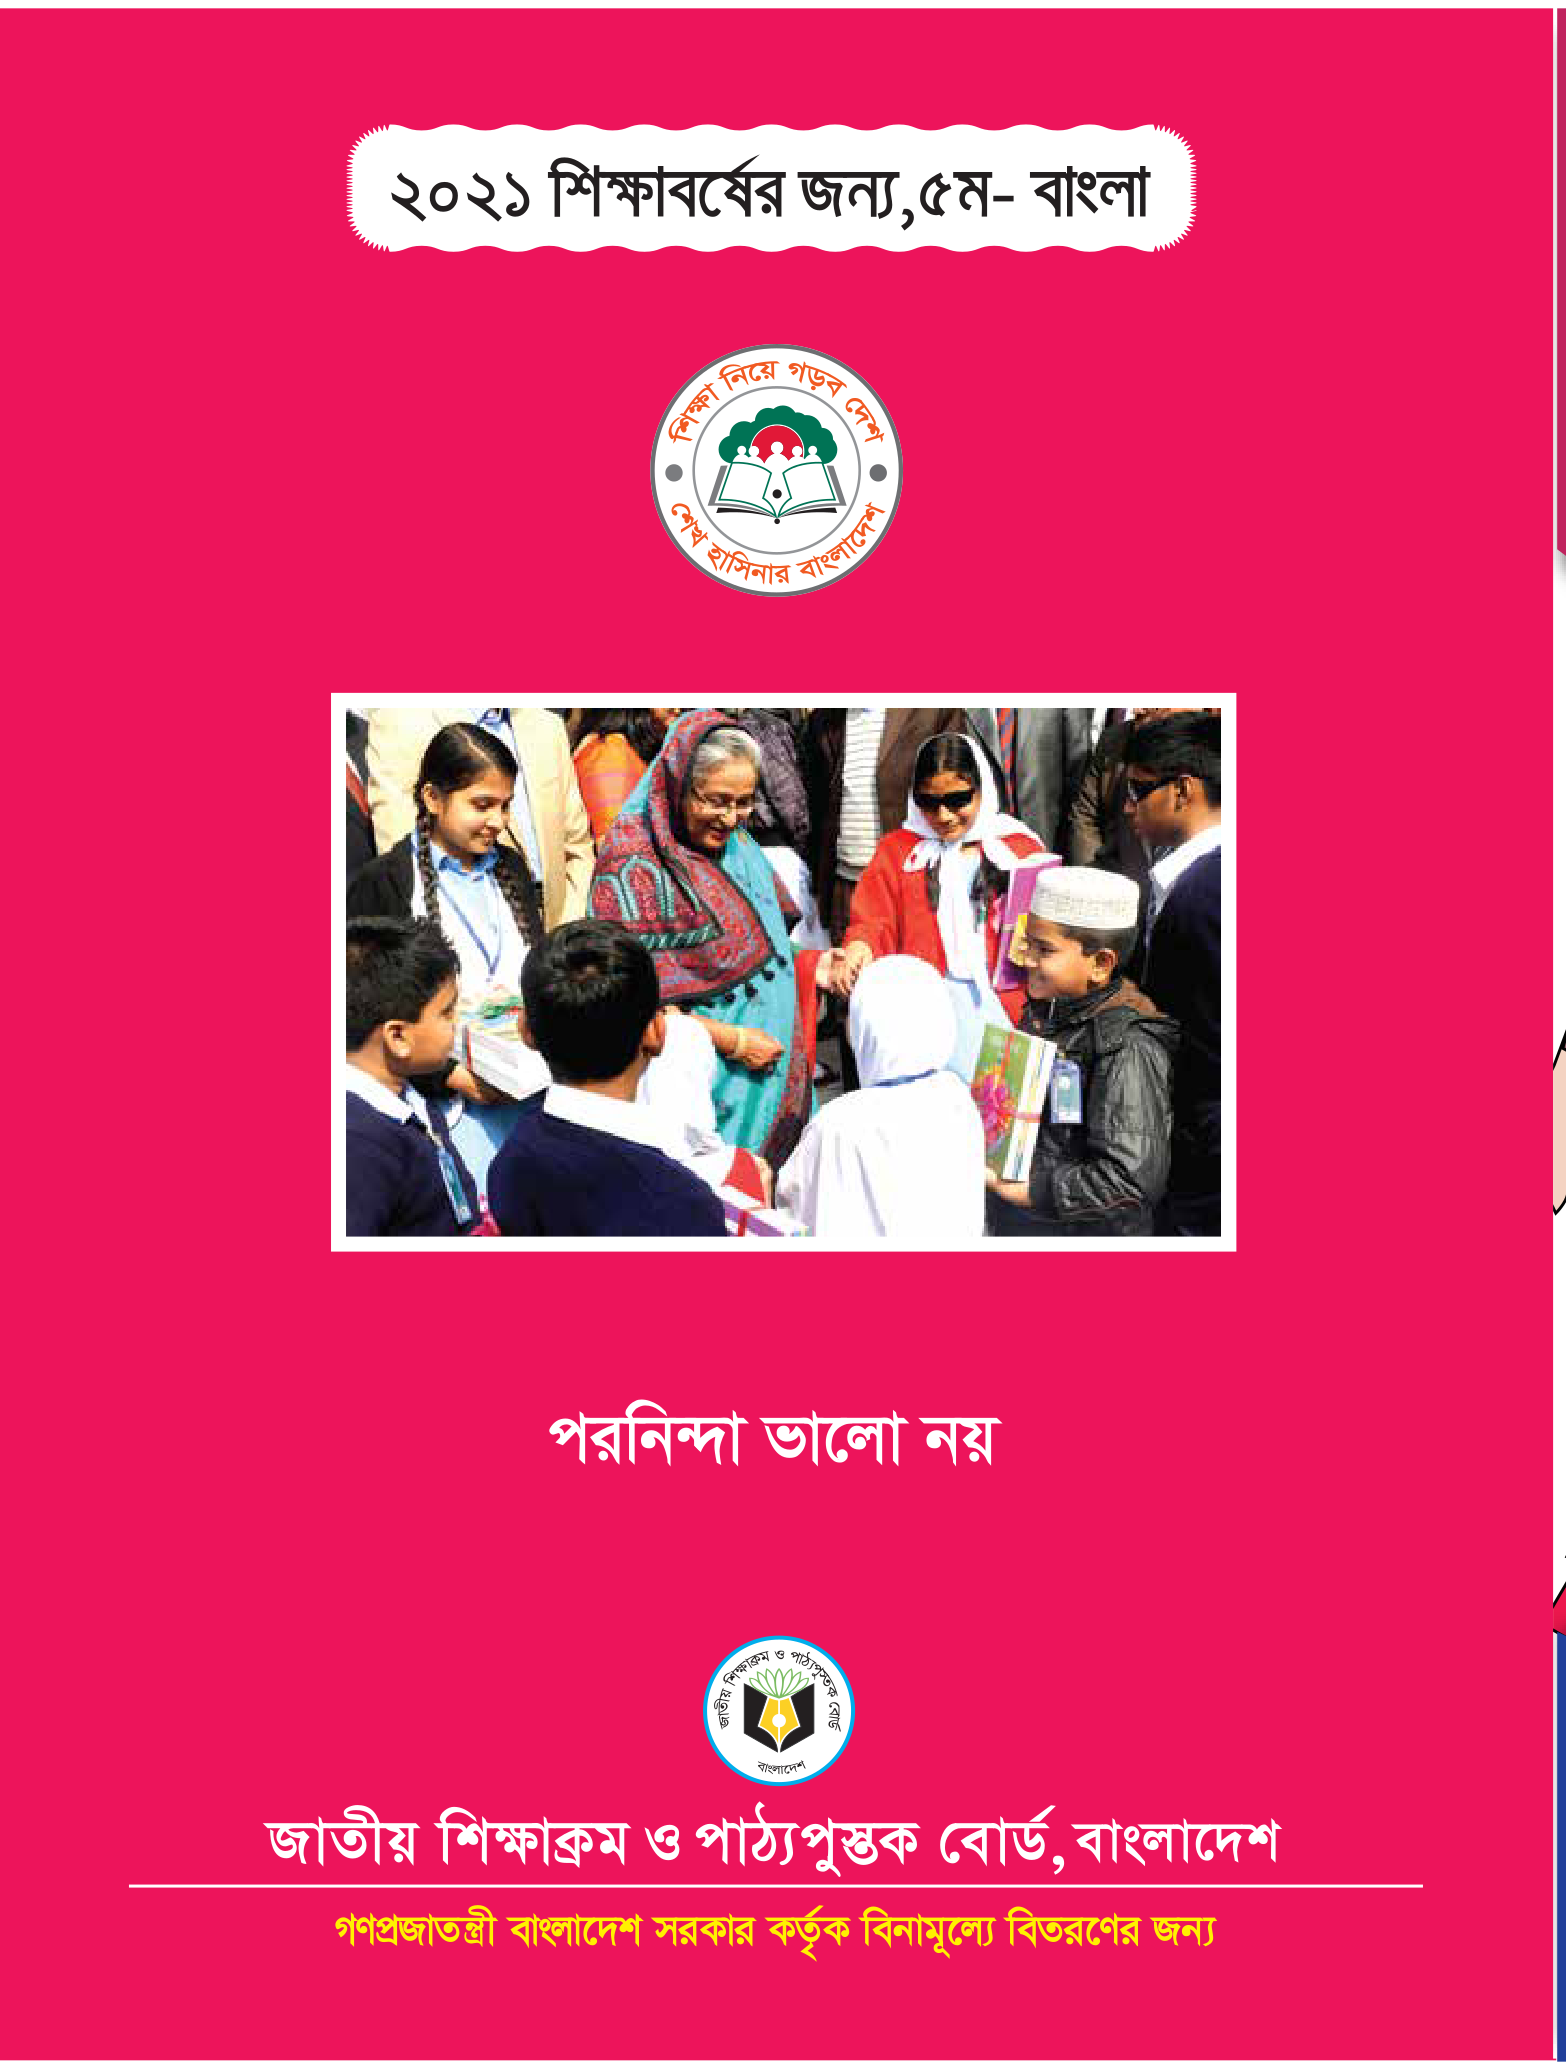 ২০২১ শিক্ষাবর্ষের জন্য,৫ম- বাংলা
শিক্ষা নিয়ে গড়ব দেশ
শেখ হাসিনার বাংলাদেশ
পরনিন্দা ভালো নয়
জাতীয় শিক্ষাক্রম ও পাঠ্যপুস্তক বোর্ড
বাংলাদেশ
জাতীয় শিক্ষাক্রম ও পাঠ্যপুস্তক বোর্ড, বাংলাদেশ
গণপ্রজাতন্ত্রী বাংলাদেশ সরকার কর্তৃক বিনামূল্যে বিতরণের জন্য